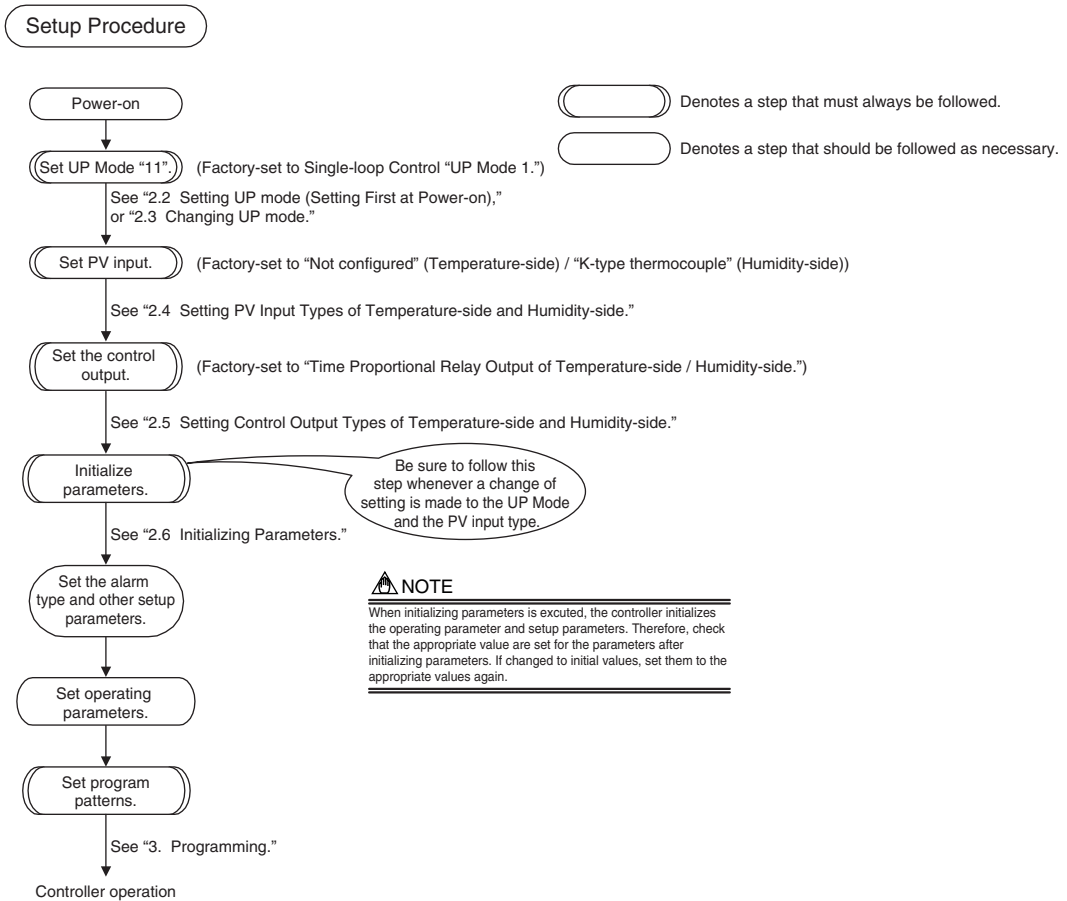 Setup Procedure
Power-on
Denotes a step that must always be followed.
Denotes a step that should be followed as necessary.
Set UP Mode “11”.
(Factory-set to Single-loop Control “UP Mode 1.”)
See “2.2 Setting UP mode (Setting First at Power-on),”
or “2.3 Changing UP mode.”
Set PV input.
(Factory-set to “Not configured” (Temperature-side) / “K-type thermocouple” (Humidity-side))
See “2.4 Setting PV Input Types of Temperature-side and Humidity-side.”
Set the control
output.
(Factory-set to “Time Proportional Relay Output of Temperature-side / Humidity-side.”)
See “2.5 Setting Control Output Types of Temperature-side and Humidity-side.”
Initialize
parameters.
Be sure to follow this
step whenever a change of
setting is made to the UP Mode
and the PV input type.
See “2.6 Initializing Parameters.”
Set the alarm
type and other setup
parameters.
NOTE
When initializing parameters is excuted, the controller initializes
the operating parameter and setup parameters. Therefore, check
that the appropriate value are set for the parameters after
initializing parameters. If changed to initial values, set them to the
appropriate values again.
Set operating
parameters.
Set program
patterns.
See “3. Programming.”
Controller operation